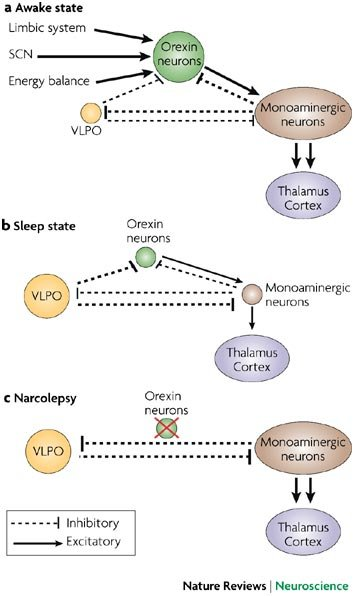 a Awake state
Limbic system
SCN
Energy balance
Orexin
neurons
VLPO
Monoaminergic
neurons
Thalamus
Cortex
b Sleep state
Orexin
neurons
VLPO
Monoaminergic
neurons
Thalamus
Cortex
c Narcolepsy
Orexin
neurons
VLPO
Monoaminergic
neurons
Thalamus
Cortex
Inhibitory
Excitatory
Nature Reviews | Neuroscience